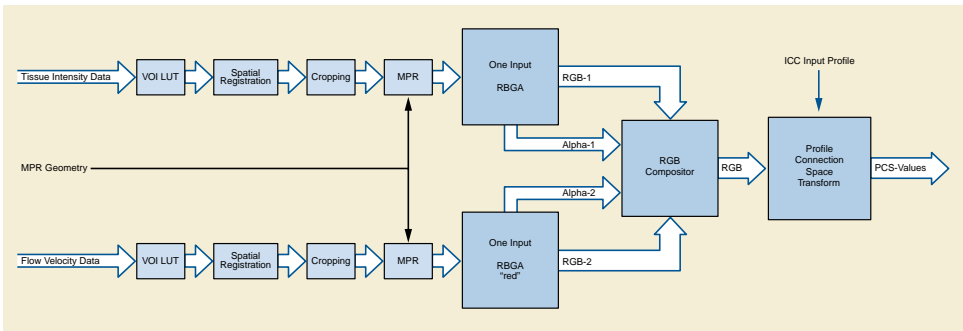 Tissue Intensity Data
VOI LUT
Spatial
Registration
Cropping
MPR
One Input
RBGA
RGB-1
Alpha-1
ICC Input Profile
MPR Geometry
RGB
Compositor
RGB
Profile
Connection
Space
Transform
PCS-Values
Alpha-2
Flow Velocity Data
VOI LUT
Spatial
Registration
Cropping
MPR
One Input
RBGA
"red"
RGB-2